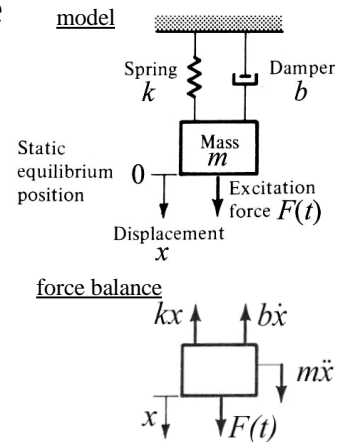 e
model
Spring
k
Damper
b
Mass
m
Static
equilibrium
position
0
Excitation
force F(t)
Displacement
x
force balance
kx
bẋ
mẍ
x
F(t)